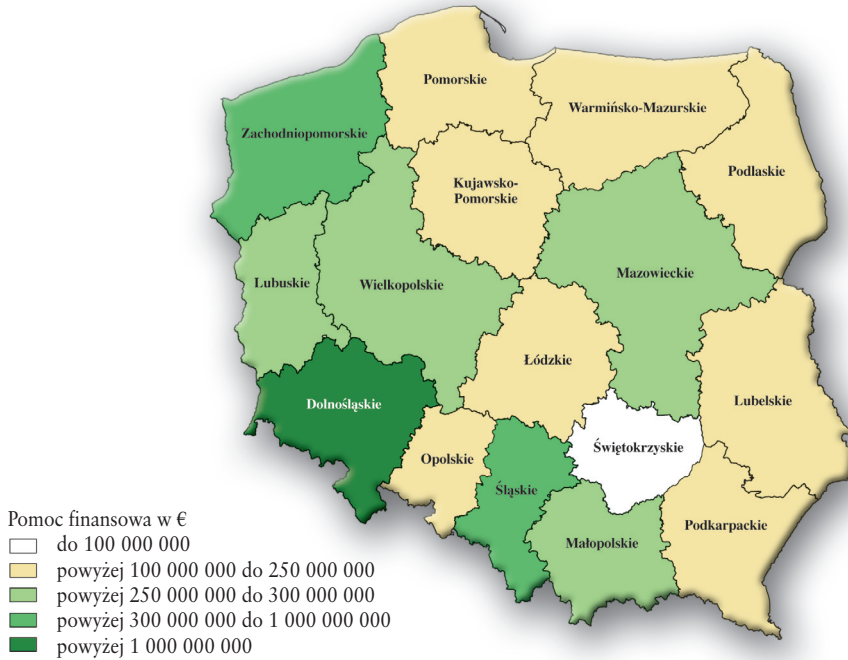 Pomorskie
Warmińsko-Mazurskie
Zachodniopomorskie
Podlaskie
Kujawsko-
Pomorskie
Mazowieckie
Lubuskie
Wielkopolskie
Łódzkie
Dolnośląskie
Lubelskie
Świętokrzyskie
Opolskie
Śląskie
Podkarpackie
Małopolskie
Pomoc finansowa w €
do 100 000 000
powyżej 100 000 000 do 250 000 000
powyżej 250 000 000 do 300 000 000
powyżej 300 000 000 do 1 000 000 000
powyżej 1 000 000 000